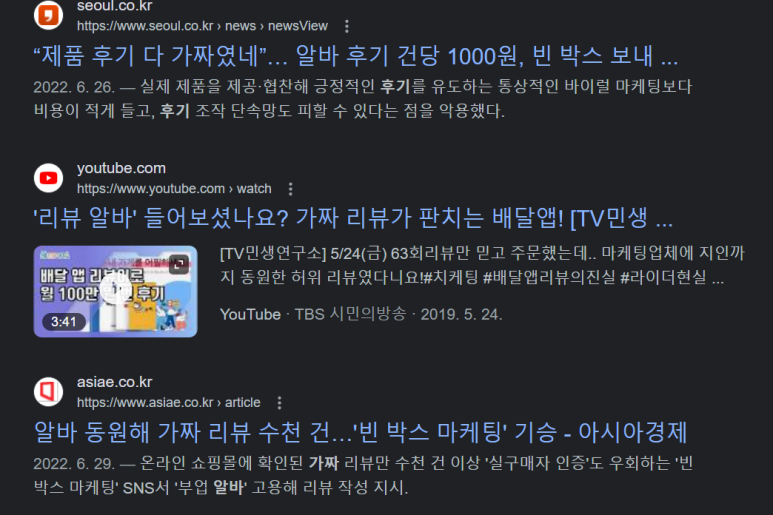 seoul.co.kr
https://www.seoul.co.kr › news › newsView
“제품 후기 다 가짜였네”… 알바 후기 건당 1000원, 빈 박스 보내 ...
2022. 6. 26. — 실제 제품을 제공·협찬해 긍정적인 후기를 유도하는 통상적인 바이럴 마케팅보다
비용이 적게 들고, 후기 조작 단속망도 피할 수 있다는 점을 악용했다.
youtube.com
https://www.youtube.com › watch
'리뷰 알바' 들어보셨나요? 가짜 리뷰가 판치는 배달앱! [TV민생 ...
배달 앱 리뷰
월 100만
후기
3:41
[TV민생연구소] 5/24(금) 63회리뷰만 믿고 주문했는데.. 마케팅업체에 지인까
지 동원한 허위 리뷰였다니요!#치케팅 #배달앱리뷰의진실 #라이더현실 ...
YouTube · TBS 시민의방송 · 2019. 5. 24.
asiae.co.kr
https://www.asiae.co.kr › article
알바 동원해 가짜 리뷰 수천 건…'빈 박스 마케팅' 기승 - 아시아경제
2022. 6. 29. — 온라인 쇼핑몰에 확인된 가짜 리뷰만 수천 건 이상 '실구매자 인증'도 우회하는 '빈
박스 마케팅' SNS서 '부업 알바' 고용해 리뷰 작성 지시.